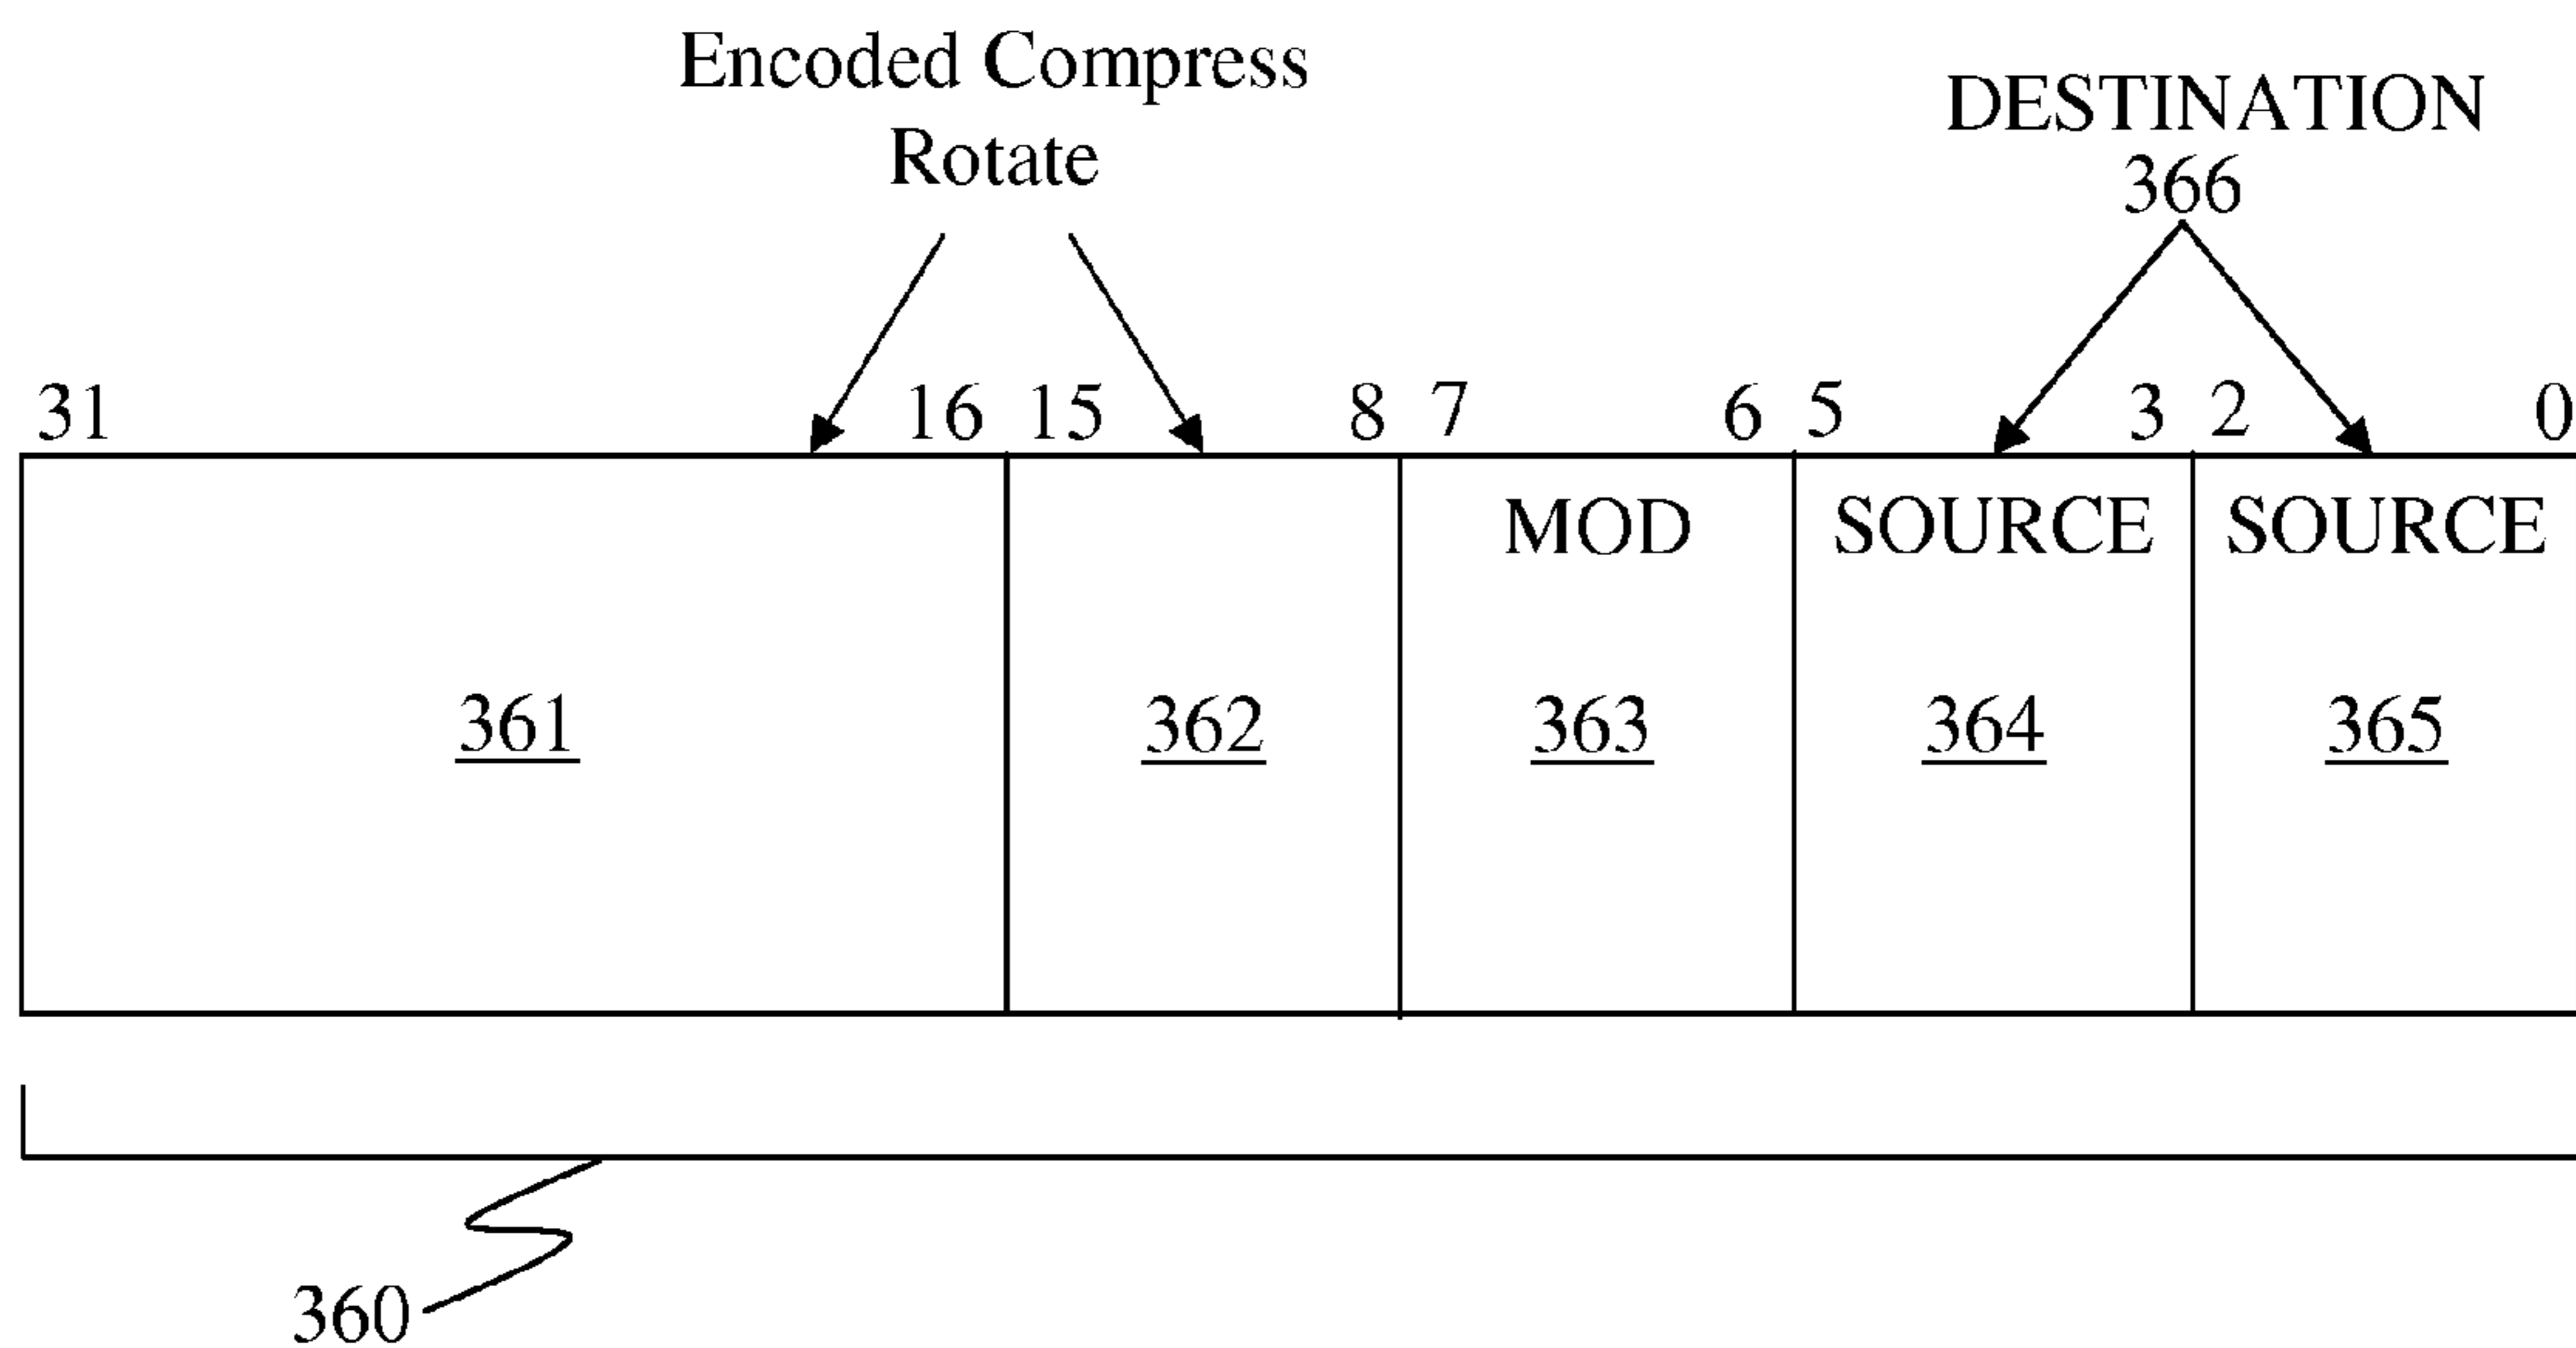 Encoded Compress
Rotate
DESTINATION
366
31 16 15 8 7 6 5 3 2 0
MOD SOURCE SOURCE
361 362 363 364 365
360